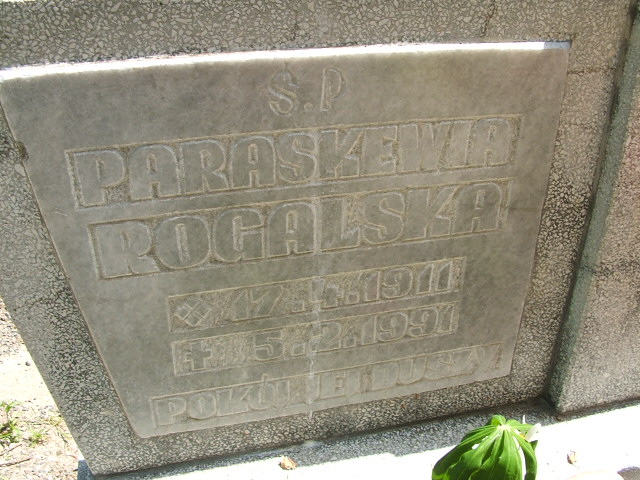 Ś.P
PARASKEWIA
ROGALSKA
17.4.1911
+ 5.2.1991
POKÓJ JEJ DUSZY